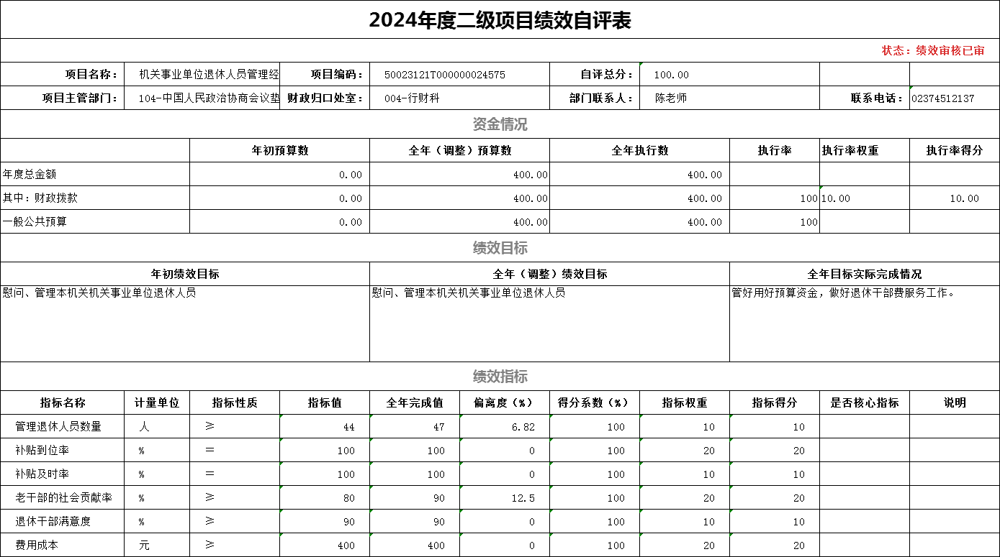 2024年度二级项目绩效自评表
状态：绩效审核已审
项目名称： 机关事业单位退休人员管理经 项目编码： 50023121T000000024575 自评总分： 100.00
项目主管部门： 104-中国人民政治协商会议垫 财政归口处室： 004-行财科 部门联系人： 陈老师 联系电话： 02374512137
资金情况
年初预算数 全年（调整）预算数 全年执行数 执行率 执行率权重 执行率得分
年度总金额 0.00 400.00 400.00
其中：财政拨款 0.00 400.00 400.00 100 10.00 10.00
一般公共预算 0.00 400.00 400.00 100
绩效目标
年初绩效目标 全年（调整）绩效目标 全年目标实际完成情况
慰问、管理本机关机关事业单位退休人员 慰问、管理本机关机关事业单位退休人员 管好用好预算资金，做好退休干部费服务工作。
绩效指标
指标名称 计量单位 指标性质 指标值 全年完成值 偏离度（%） 得分系数（%） 指标权重 指标得分 是否核心指标 说明
管理退休人员数量 人 ≥ 44 47 6.82 100 10 10
补贴到位率 % ＝ 100 100 0 100 20 20
补贴及时率 % ＝ 100 100 0 100 10 10
老干部的社会贡献率 % ≥ 80 90 12.5 100 20 20
退休干部满意度 % ≥ 90 90 0 100 10 10
费用成本 元 ≥ 400 400 0 100 20 20